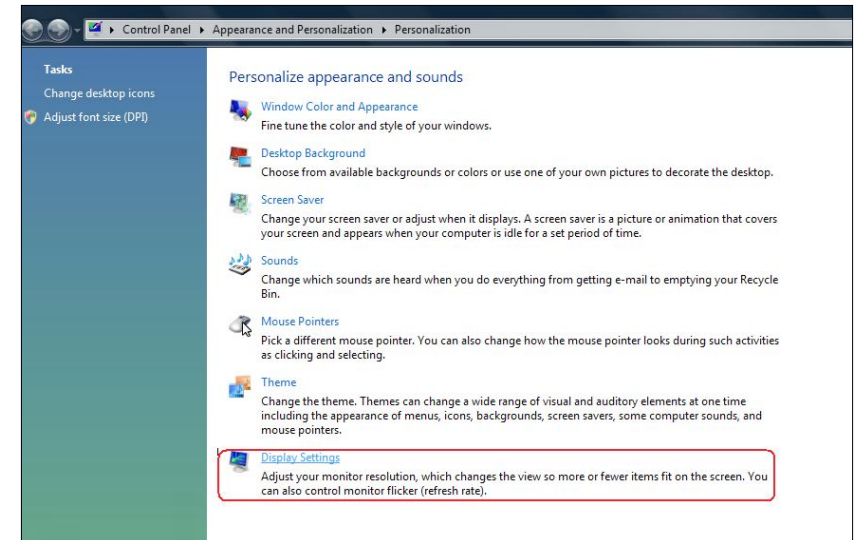 Control Panel ▸ Appearance and Personalization ▸ Personalization
Tasks
Change desktop icons
Adjust font size (DPI)
Personalize appearance and sounds
Window Color and Appearance
Fine tune the color and style of your windows.
Desktop Background
Choose from available backgrounds or colors or use one of your own pictures to decorate the desktop.
Screen Saver
Change your screen saver or adjust when it displays. A screen saver is a picture or animation that covers
your screen and appears when your computer is idle for a set period of time.
Sounds
Change which sounds are heard when you do everything from getting e-mail to emptying your Recycle
Bin.
Mouse Pointers
Pick a different mouse pointer. You can also change how the mouse pointer looks during such activities
as clicking and selecting.
Theme
Change the theme. Themes can change a wide range of visual and auditory elements at one time
including the appearance of menus, icons, backgrounds, screen savers, some computer sounds, and
mouse pointers.
Display Settings
Adjust your monitor resolution, which changes the view so more or fewer items fit on the screen. You
can also control monitor flicker (refresh rate).